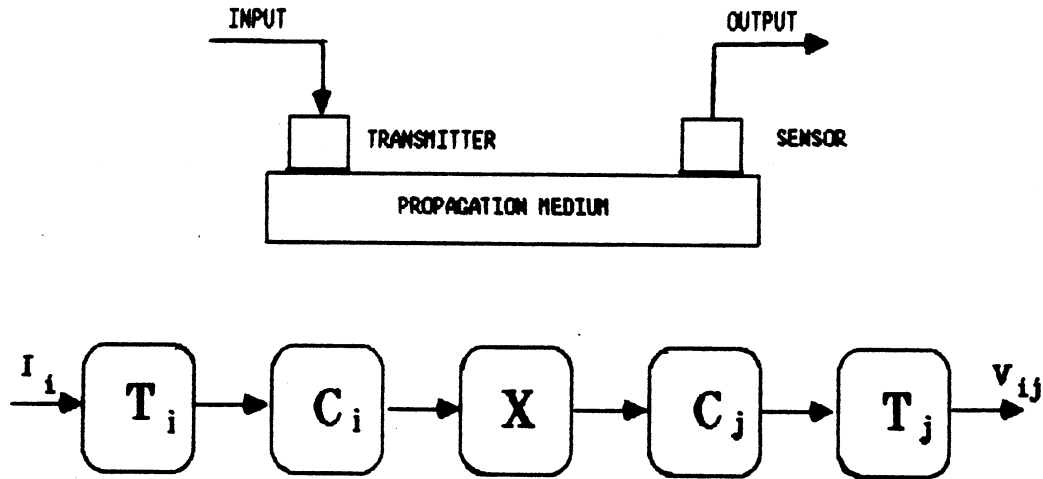 INPUT
OUTPUT
TRANSMITTER
SENSOR
PROPAGATION MEDIUM
I i
T i
C i
X
C j
T j
V ij